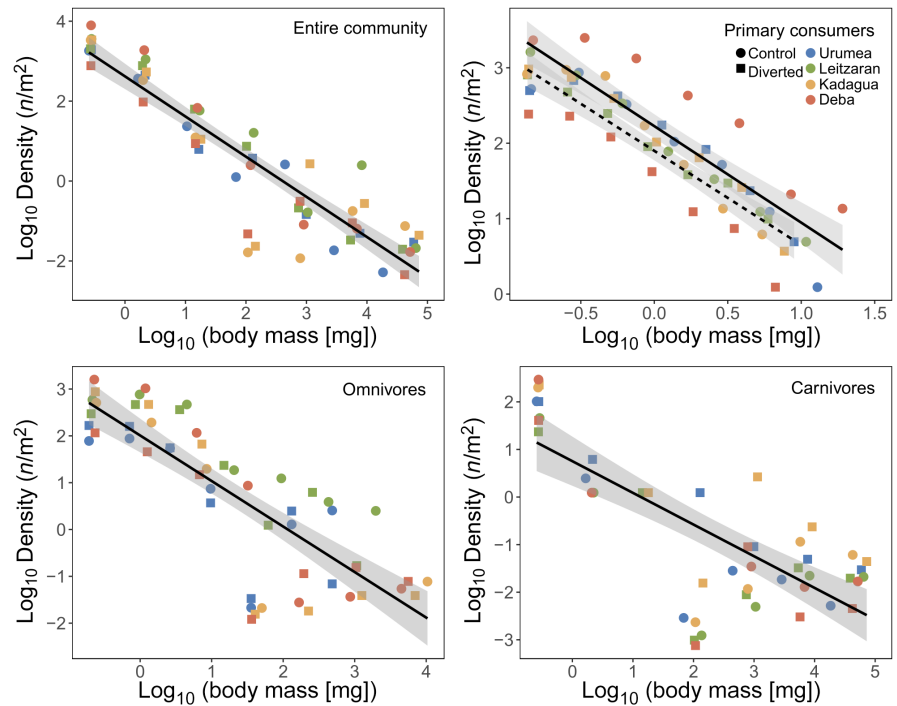 Entire community
4
2
0
−2
Log10 Density (n/m2)
0 1 2 3 4 5
Log10 (body mass [mg])
Primary consumers
Control Urumea
Diverted Leitzaran
Kadagua
Deba
3
2
1
0
Log10 Density (n/m2)
−0.5 0.0 0.5 1.0 1.5
Log10 (body mass [mg])
Omnivores
3
2
1
0
−1
−2
Log10 Density (n/m2)
0 1 2 3 4
Log10 (body mass [mg])
Carnivores
2
1
0
−1
−2
−3
Log10 Density (n/m2)
0 1 2 3 4 5
Log10 (body mass [mg])